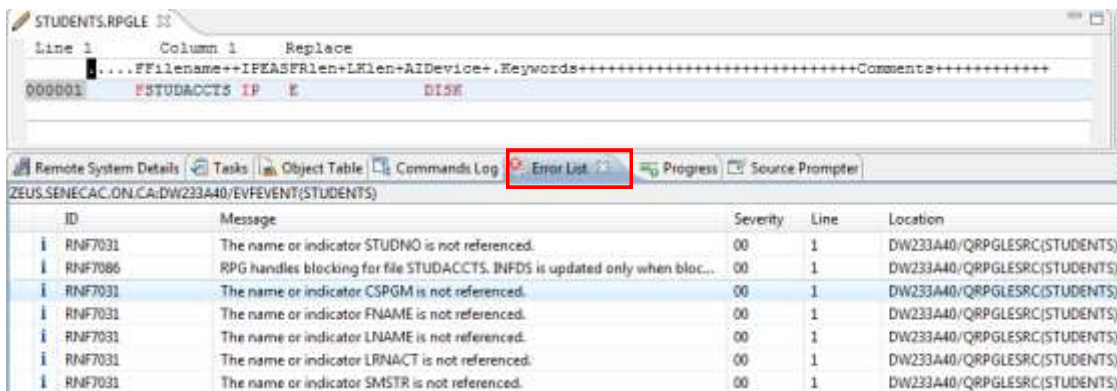 STUDENTS.RPGLE
Line 1 Column 1 Replace
.....FFilename++IPEASFRlen+LKlen+AIDevice+.Keywords+++++++++++++++++++++++++++++Comments++++++++++++
000001 FSTUDACCTS IP E DISK
Remote System Details Tasks Object Table Commands Log Error List Progress Source Prompter
ZEUS.SENECAC.ON.CA:DW233A40/EVFEVENT(STUDENTS)
ID Message Severity Line Location
i RNF7031 The name or indicator STUDNO is not referenced. 00 1 DW233A40/QRPGLESRC(STUDENTS)
i RNF7086 RPG handles blocking for file STUDACCTS. INFDS is updated only when bloc... 00 1 DW233A40/QRPGLESRC(STUDENTS)
i RNF7031 The name or indicator CSPGM is not referenced. 00 1 DW233A40/QRPGLESRC(STUDENTS)
i RNF7031 The name or indicator FNAME is not referenced. 00 1 DW233A40/QRPGLESRC(STUDENTS)
i RNF7031 The name or indicator LNAME is not referenced. 00 1 DW233A40/QRPGLESRC(STUDENTS)
i RNF7031 The name or indicator LRNACT is not referenced. 00 1 DW233A40/QRPGLESRC(STUDENTS)
i RNF7031 The name or indicator SMSTR is not referenced. 00 1 DW233A40/QRPGLESRC(STUDENTS)